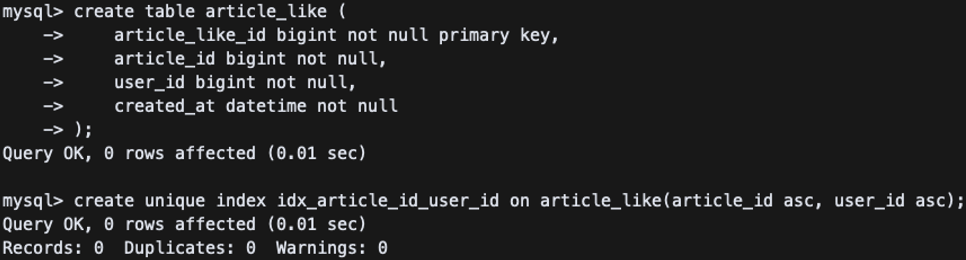 mysql> create table article_like (
    ->     article_like_id bigint not null primary key,
    ->     article_id bigint not null,
    ->     user_id bigint not null,
    ->     created_at datetime not null
    -> );
Query OK, 0 rows affected (0.01 sec)

mysql> create unique index idx_article_id_user_id on article_like(article_id asc, user_id asc);
Query OK, 0 rows affected (0.01 sec)
Records: 0  Duplicates: 0  Warnings: 0